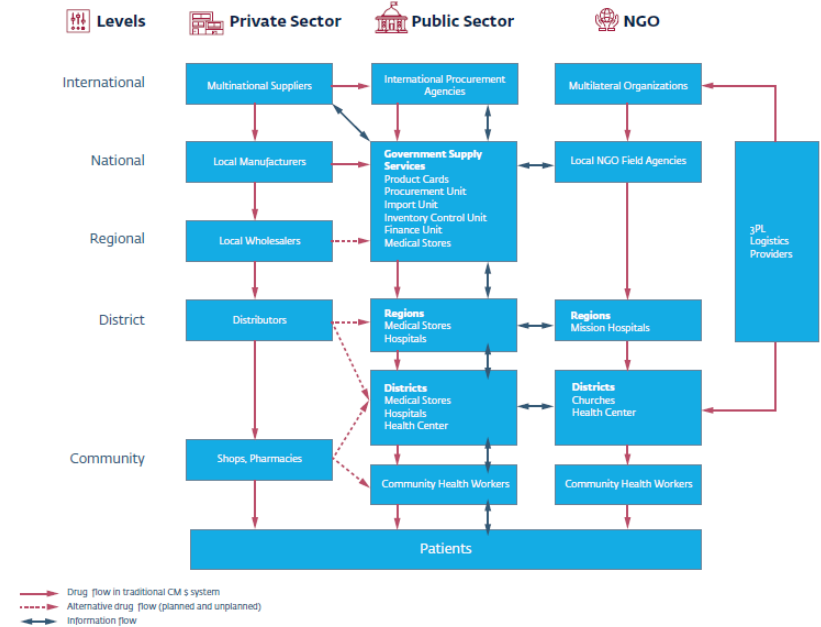 Levels
Private Sector
Public Sector
NGO
International
Multinational Suppliers
International Procurement
Agencies
Multilateral Organizations
National
Local Manufacturers
Government Supply
Services
Product Cards
Procurement Unit
Import Unit
Inventory Control Unit
Finance Unit
Medical Stores
Local NGO Field Agencies
3PL
Logistics
Providers
Regional
Local Wholesalers
District
Distributors
Regions
Medical Stores
Hospitals
Regions
Mission Hospitals
Districts
Medical Stores
Hospitals
Health Center
Districts
Churches
Health Center
Community
Shops, Pharmacies
Community Health Workers
Community Health Workers
Patients
Drug flow in traditional CM $ system
Alternative drug flow (planned and unplanned)
Information flow